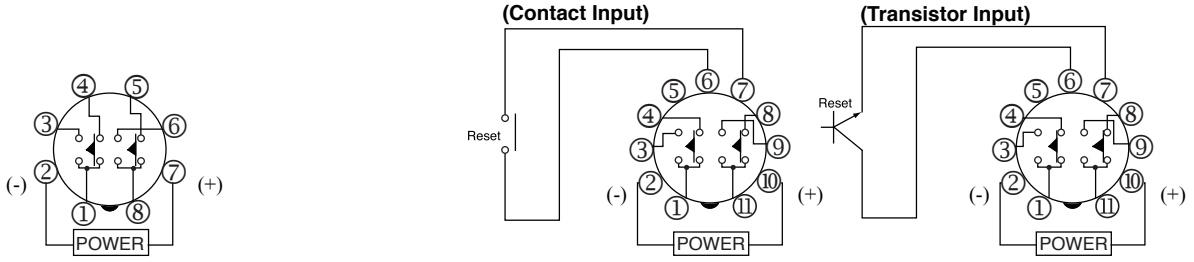 (Contact Input)
(Transistor Input)
④ ⑤
③ ⑥
② ⑦
(-) (+)
① ⑧
POWER
⑥
⑤ ⑦
④ ⑧
Reset
③ ⑨
② ⑩
(-) (+)
① ⑪
POWER
⑥
⑤ ⑦
Reset
④ ⑧
③ ⑨
② ⑩
(-) (+)
① ⑪
POWER